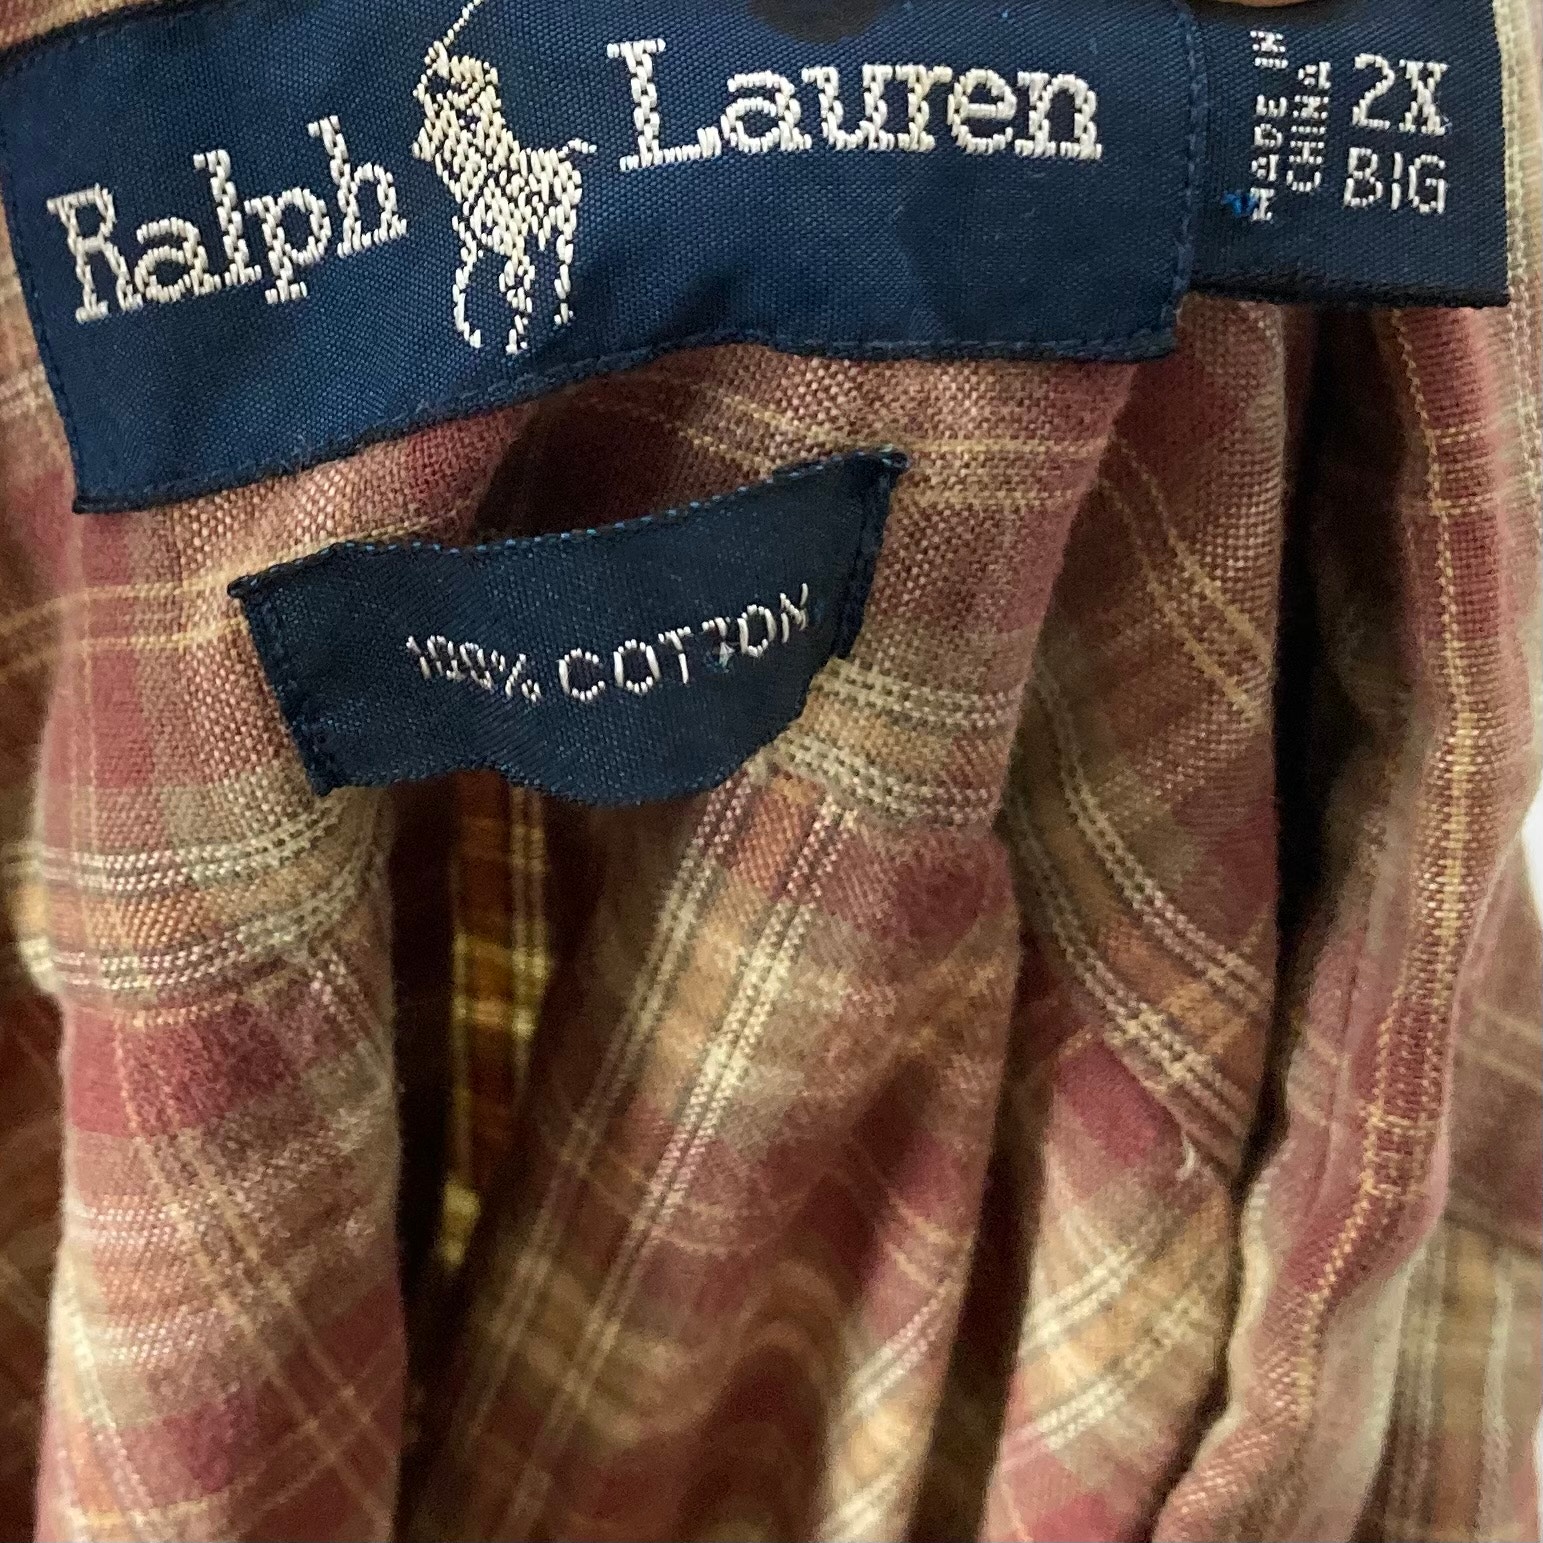 Ralph Lauren
MADE IN
CHINA
2X
BIG
100% COTTON